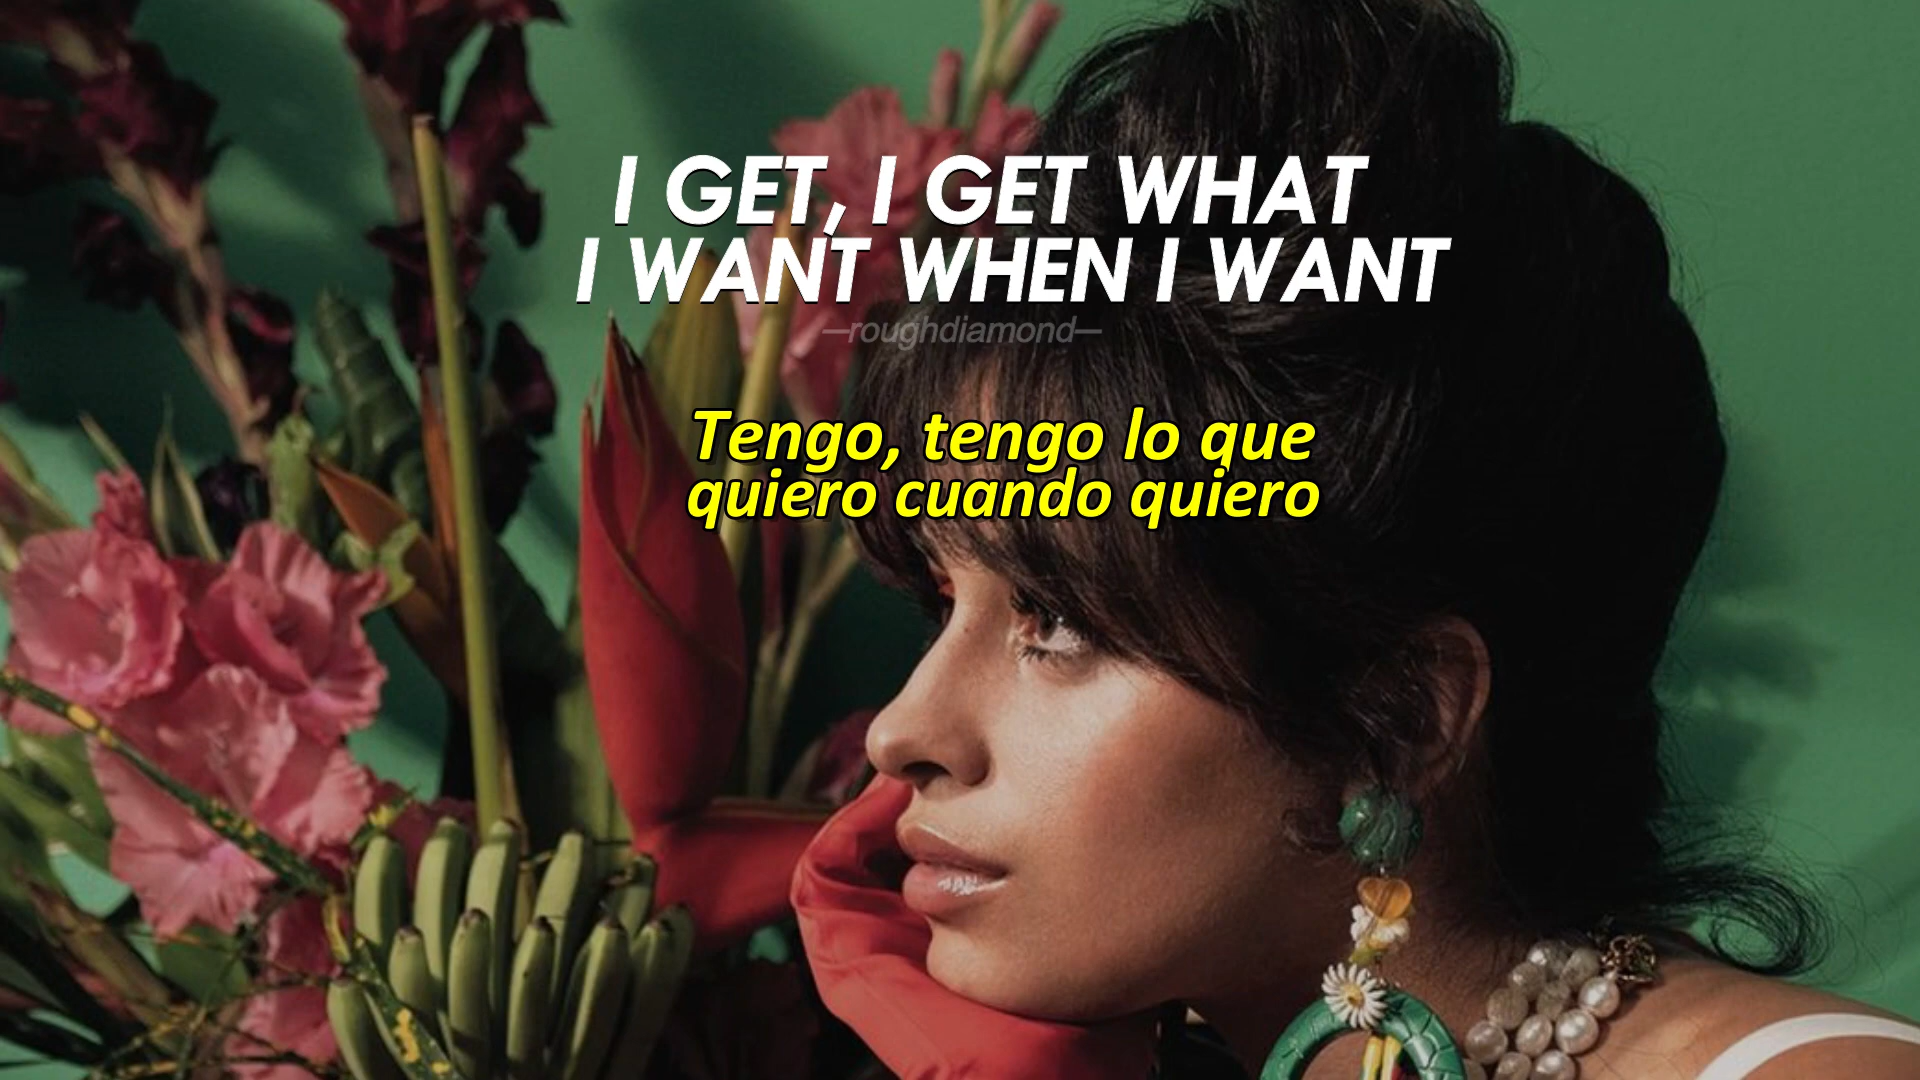 I GET, I GET WHAT
I WANT WHEN I WANT
—roughdiamond—
Tengo, tengo lo que
quiero cuando quiero